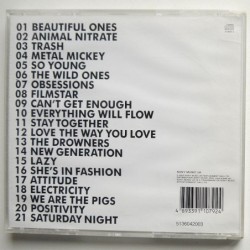 01 BEAUTIFUL ONES
02 ANIMAL NITRATE
03 TRASH
04 METAL MICKEY
05 SO YOUNG
06 THE WILD ONES
07 OBSESSIONS
08 FILMSTAR
09 CAN'T GET ENOUGH
10 EVERYTHING WILL FLOW
11 STAY TOGETHER
12 LOVE THE WAY YOU LOVE
13 THE DROWNERS
14 NEW GENERATION
15 LAZY
16 SHE'S IN FASHION
17 ATTITUDE
18 ELECTRICITY
19 WE ARE THE PIGS
20 POSITIVITY
21 SATURDAY NIGHT